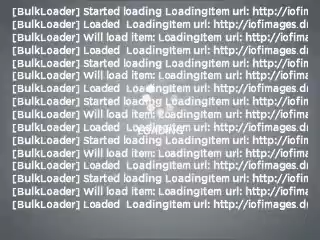 [BulkLoader] Started loading LoadingItem url: http://iofim
[BulkLoader] Loaded LoadingItem url: http://iofimages.d
[BulkLoader] Will load item: LoadingItem url: http://iofima
[BulkLoader] Loaded LoadingItem url: http://iofimages.d
[BulkLoader] Started loading LoadingItem url: http://iofim
[BulkLoader] Will load item: LoadingItem url: http://iofima
[BulkLoader] Loaded LoadingItem url: http://iofimages.d
[BulkLoader] Started loading LoadingItem url: http://iofim
[BulkLoader] Will load item: LoadingItem url: http://iofima
[BulkLoader] Loaded LoadingItem url: http://iofimages.d
LOADING
[BulkLoader] Started loading LoadingItem url: http://iofim
[BulkLoader] Will load item: LoadingItem url: http://iofima
[BulkLoader] Loaded LoadingItem url: http://iofimages.d
[BulkLoader] Started loading LoadingItem url: http://iofim
[BulkLoader] Will load item: LoadingItem url: http://iofima
[BulkLoader] Loaded LoadingItem url: http://iofimages.d